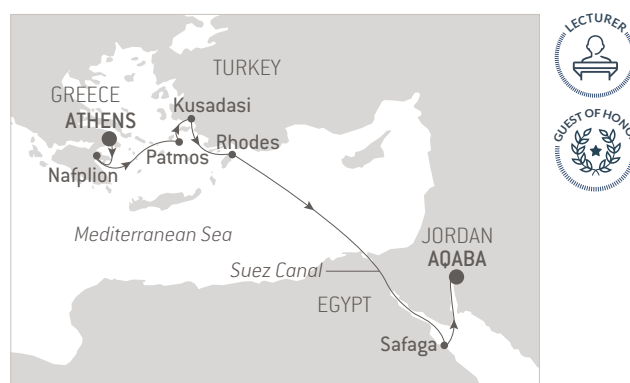 TURKEY
GREECE
ATHENS
Kusadasi
Rhodes
Patmos
Nafplion
Mediterranean Sea
JORDAN
AQABA
Suez Canal
EGYPT
Safaga
LECTURER
GUEST OF HONO